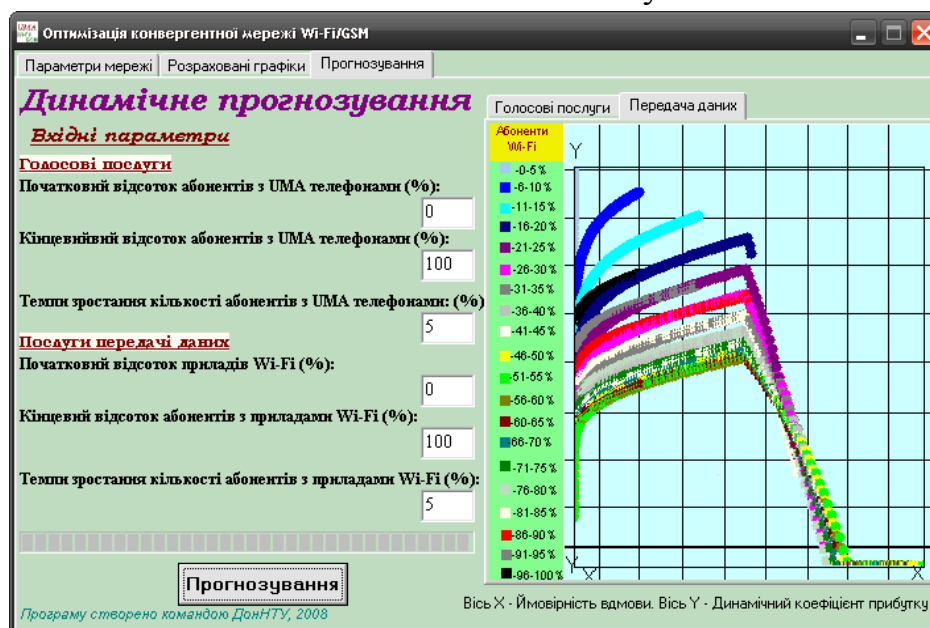 Оптимізація конвергентної мережі Wi-Fi/GSM
Параметри мережі
Розраховані графіки
Прогнозування
Динамічне прогнозування
Вхідні параметри
Голосові послуги
Початковий відсоток абонентів з UMA телефонами (%):
0
Кінцевийвий відсоток абонентів з UMA телефонами (%):
100
Темпи зростання кількості абонентів з UMA телефонами: (%)
5
Послуги передачі даних
Початковий відсоток приладів Wi-Fi (%):
0
Кінцевий відсоток абонентів з приладами Wi-Fi (%):
100
Темпи зростання кількості абонентів з приладами Wi-Fi (%):
5
Прогнозування
Програму створено командою ДонНТУ, 2008
Голосові послуги
Передача даних
Абоненти
Wi-Fi
-0-5%
-6-10%
-11-15%
-16-20%
-21-25%
-26-30%
-31-35%
-36-40%
-41-45%
-46-50%
-51-55%
-56-60%
-60-65%
-66-70%
-71-75%
-76-80%
-81-85%
-86-90%
-91-95%
-96-100%
Y
Y
X
X
Вісь X - Ймовірність вдмови. Вісь Y - Динамічний коефіцієнт прибутку